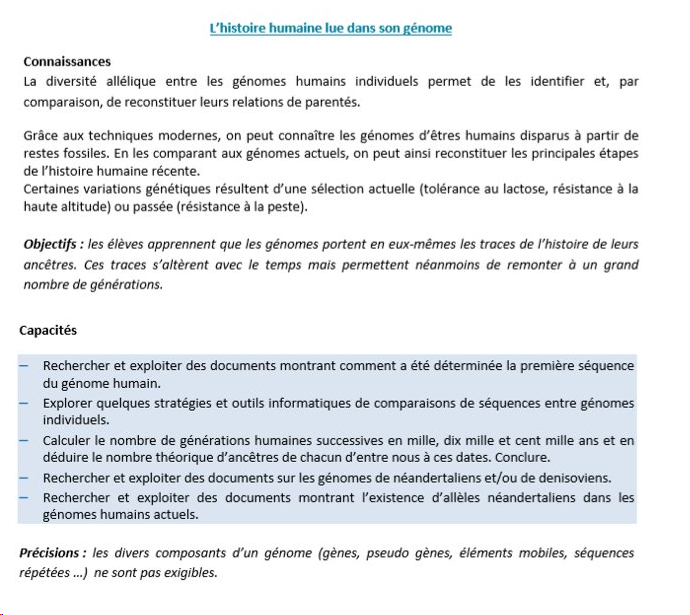 L’histoire humaine lue dans son génome
Connaissances
La diversité allélique entre les génomes humains individuels permet de les identifier et, par
comparaison, de reconstituer leurs relations de parentés.
Grâce aux techniques modernes, on peut connaître les génomes d’êtres humains disparus à partir de
restes fossiles. En les comparant aux génomes actuels, on peut ainsi reconstituer les principales étapes
de l’histoire humaine récente.
Certaines variations génétiques résultent d’une sélection actuelle (tolérance au lactose, résistance à la
haute altitude) ou passée (résistance à la peste).
Objectifs : les élèves apprennent que les génomes portent en eux-mêmes les traces de l’histoire de leurs
ancêtres. Ces traces s’altèrent avec le temps mais permettent néanmoins de remonter à un grand
nombre de générations.
Capacités
− Rechercher et exploiter des documents montrant comment a été déterminée la première séquence
du génome humain.
− Explorer quelques stratégies et outils informatiques de comparaisons de séquences entre génomes
individuels.
− Calculer le nombre de générations humaines successives en mille, dix mille et cent mille ans et en
déduire le nombre théorique d’ancêtres de chacun d’entre nous à ces dates. Conclure.
− Rechercher et exploiter des documents sur les génomes de néandertaliens et/ou de denisoviens.
− Rechercher et exploiter des documents montrant l’existence d’allèles néandertaliens dans les
génomes humains actuels.
Précisions : les divers composants d’un génome (gènes, pseudo gènes, éléments mobiles, séquences
répétées …) ne sont pas exigibles.